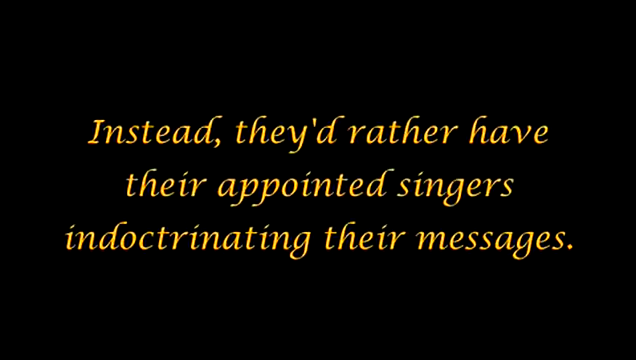 Instead, they'd rather have
their appointed singers
indoctrinating their messages.